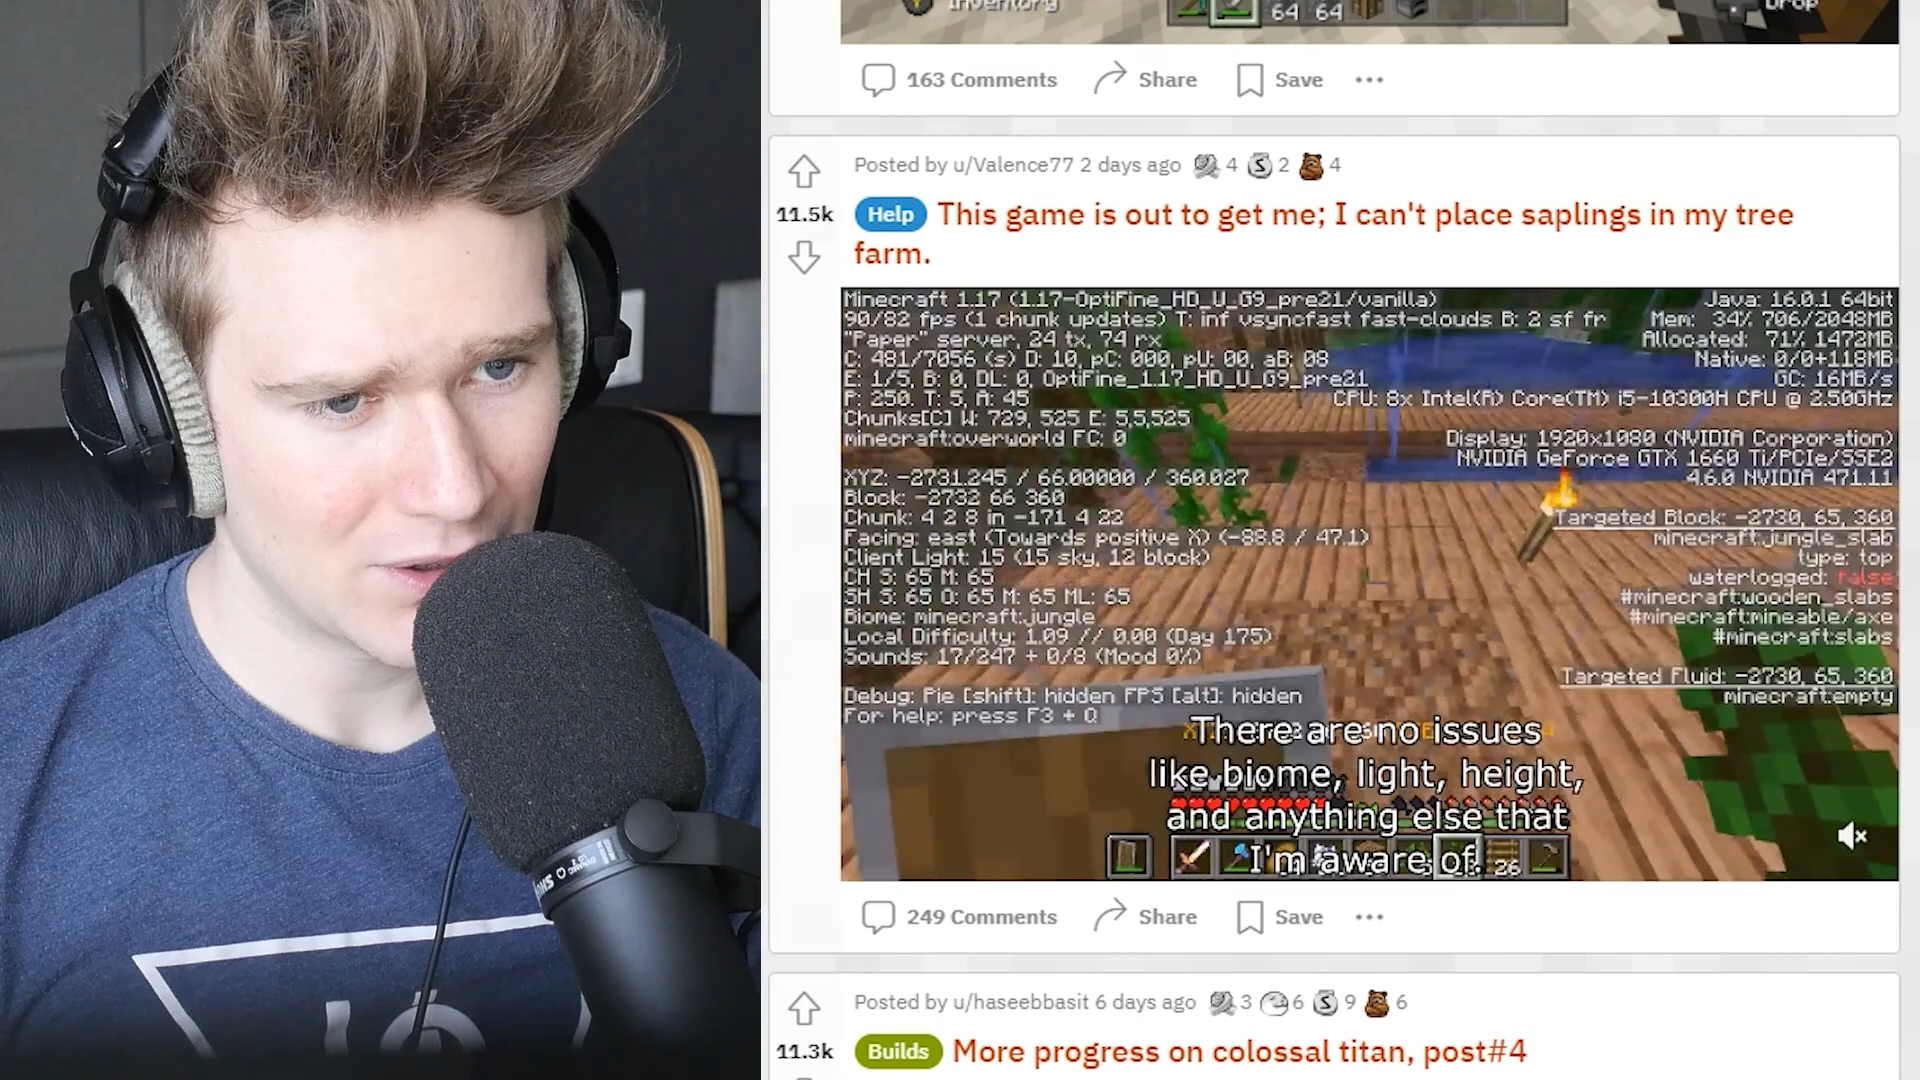 Inventory
64 64
Drop
163 Comments Share Save
Posted by u/Valence77 2 days ago 4 2 4
11.5k
Help This game is out to get me; I can't place saplings in my tree
farm.
Minecraft 1.17 (1.17-OptiFine_HD_U_G9_pre21/vanilla)
90/82 fps (1 chunk updates) T: inf vsyncfast fast-clouds B: 2 sf fr
"Paper" server, 24 tx, 74 rx
C: 481/7056 (s) D: 10, pC: 000, pU: 00, aB: 08
E: 1/5, B: 0, DL: 0, OptiFine_1.17_HD_U_G9_pre21
P: 250, T: 5, A: 45
Chunks[C] W: 729, 525 E: 5,5,525
minecraft:overworld FC: 0
XYZ: -2731.245 / 66.00000 / 360.027
Block: -2732 66 360
Chunk: 4 2 8 in -171 4 22
Facing: east (Towards positive X) (-88.8 / 47.1)
Client Light: 15 (15 sky, 12 block)
CH S: 65 M: 65
SH S: 65 O: 65 M: 65 ML: 65
Biome: minecraft:jungle
Local Difficulty: 1.09 // 0.00 (Day 175)
Sounds: 17/247 + 0/8 (Mood 0%)
Debug: Pie [shift]: hidden FPS [alt]: hidden
For help: press F3 + Q
Java: 16.0.1 64bit
Mem: 34% 706/2048MB
Allocated: 71% 1472MB
Native: 0/0+118MB
GC: 16MB/s
CPU: 8x Intel(R) Core(TM) i5-10300H CPU @ 2.50GHz
Display: 1920x1080 (NVIDIA Corporation)
NVIDIA GeForce GTX 1660 Ti/PCIe/SSE2
4.6.0 NVIDIA 471.11
Targeted Block: -2730, 65, 360
minecraft:jungle_slab
type: top
waterlogged: false
#minecraft:wooden_slabs
#minecraft:mineable/axe
#minecraft:slabs
Targeted Fluid: -2730, 65, 360
minecraft:empty
There are no issues
like biome, light, height,
and anything else that
I'm aware of.
26
249 Comments Share Save
Posted by u/haseebbasit 6 days ago 3 6 9 6
11.3k
Builds More progress on colossal titan, post#4